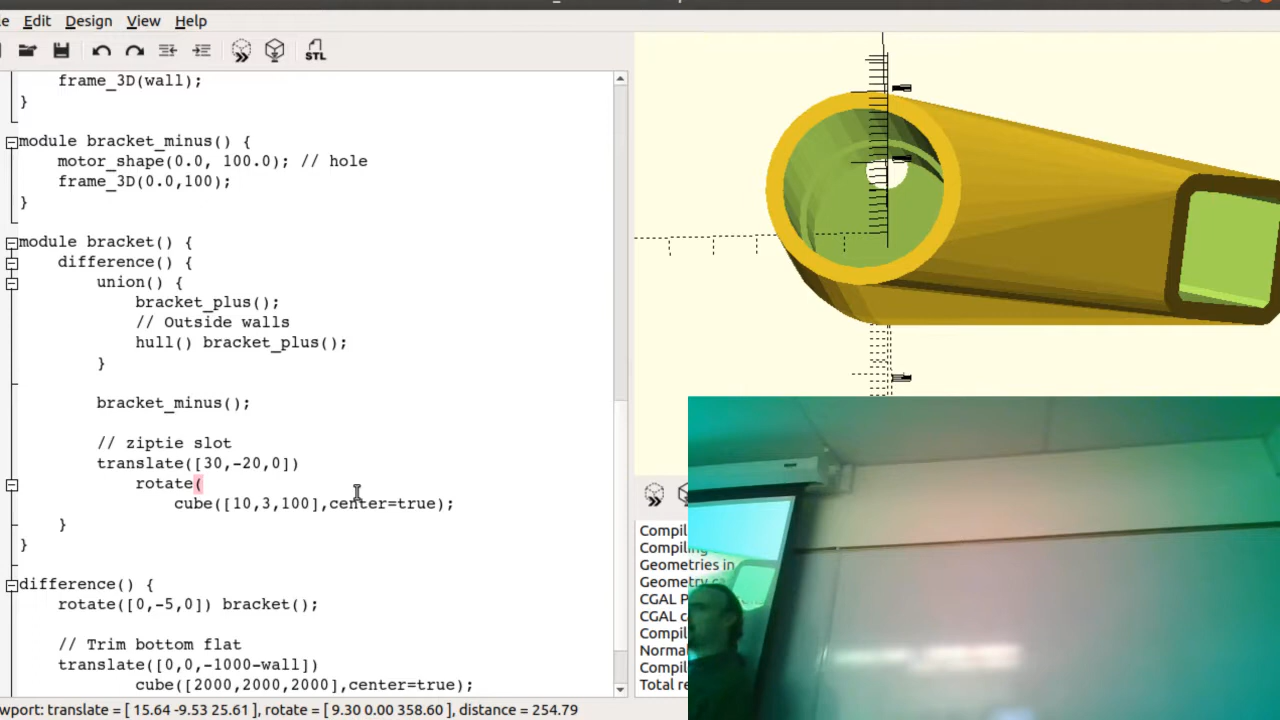 Edit Design View Help
STL
frame_3D(wall);
}
module bracket_minus() {
motor_shape(0.0, 100.0); // hole
frame_3D(0.0,100);
}
module bracket() {
difference() {
union() {
bracket_plus();
// Outside walls
hull() bracket_plus();
}
bracket_minus();
// ziptie slot
translate([30,-20,0])
rotate(
cube([10,3,100],center=true);
}
}
difference() {
rotate([0,-5,0]) bracket();
// Trim bottom flat
translate([0,0,-1000-wall])
cube([2000,2000,2000],center=true);
wport: translate = [ 15.64 -9.53 25.61 ], rotate = [ 9.30 0.00 358.60 ], distance = 254.79
Compil
Compiling
Geometries in
Geometry ca
CGAL P
CGAL ca
Compil
Norma
Compil
Total re